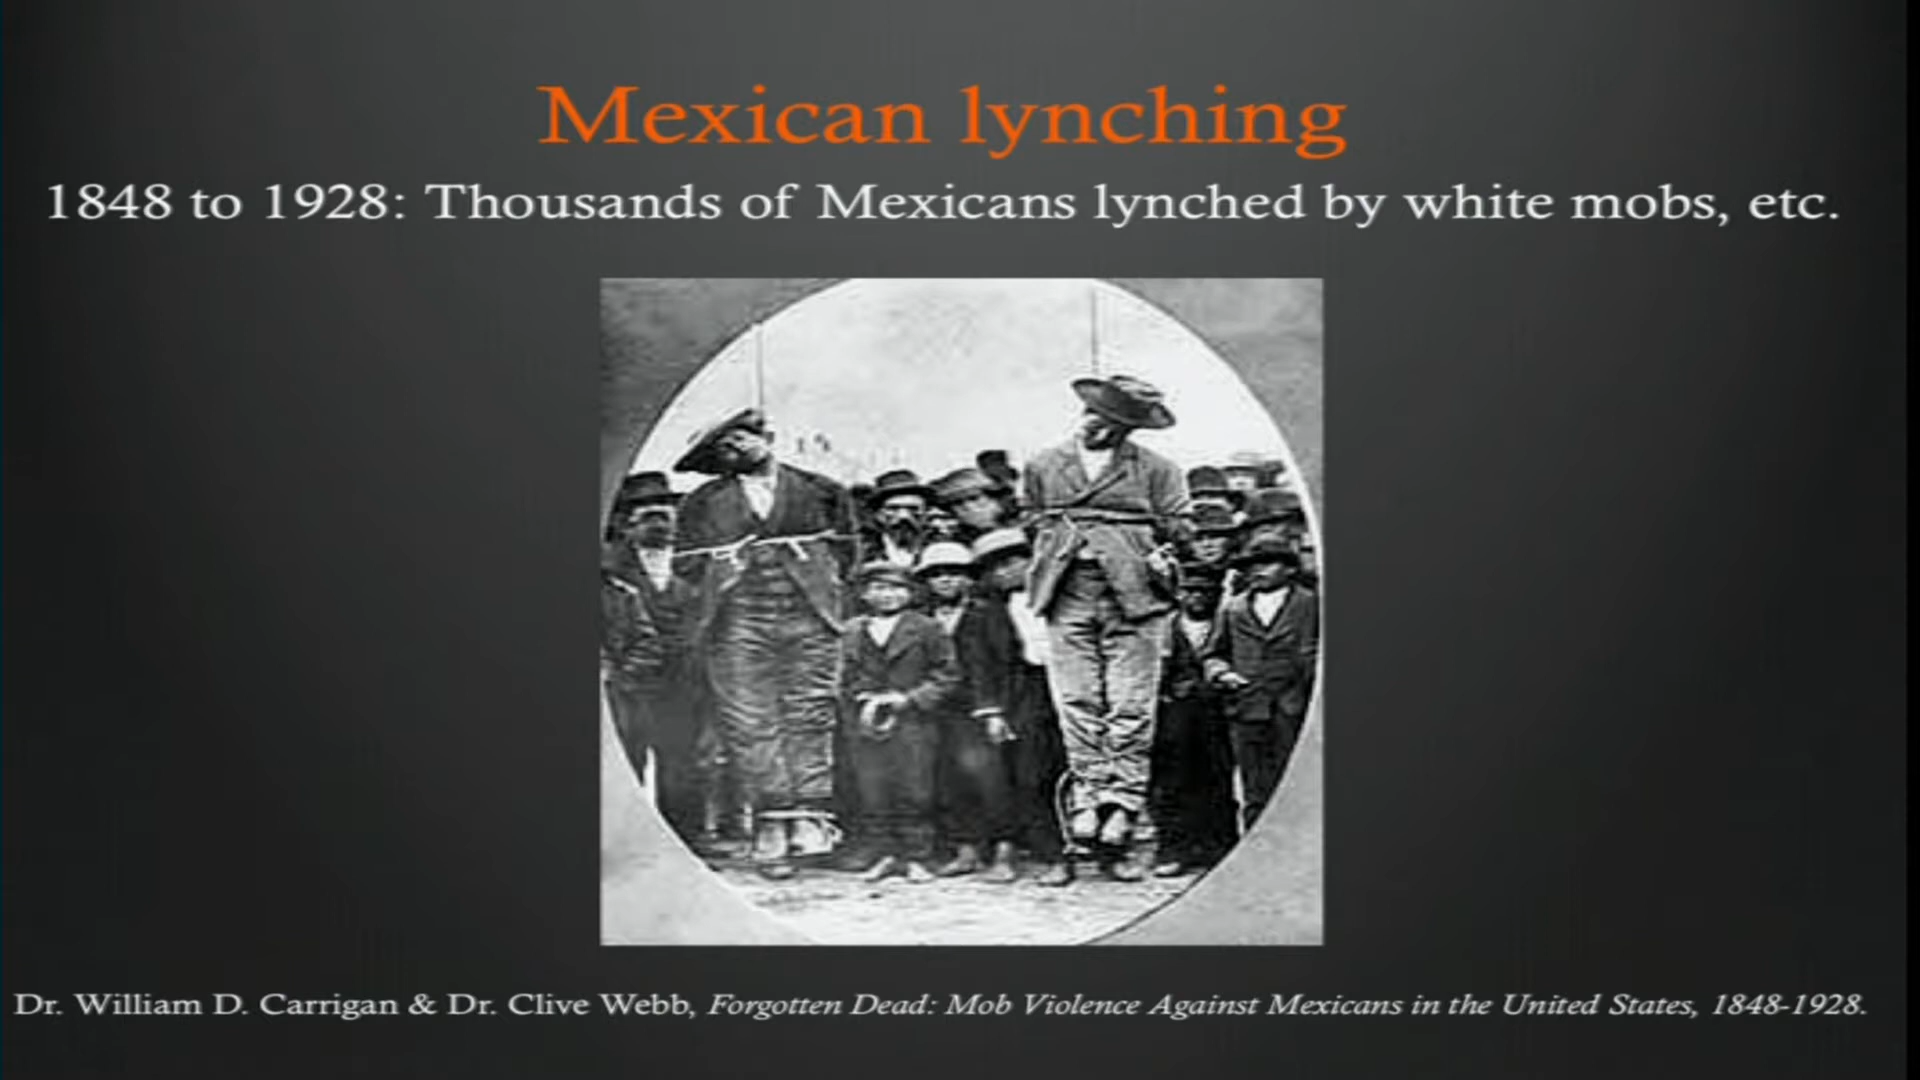 Mexican lynching
1848 to 1928: Thousands of Mexicans lynched by white mobs, etc.
Dr. William D. Carrigan & Dr. Clive Webb, Forgotten Dead: Mob Violence Against Mexicans in the United States, 1848-1928.